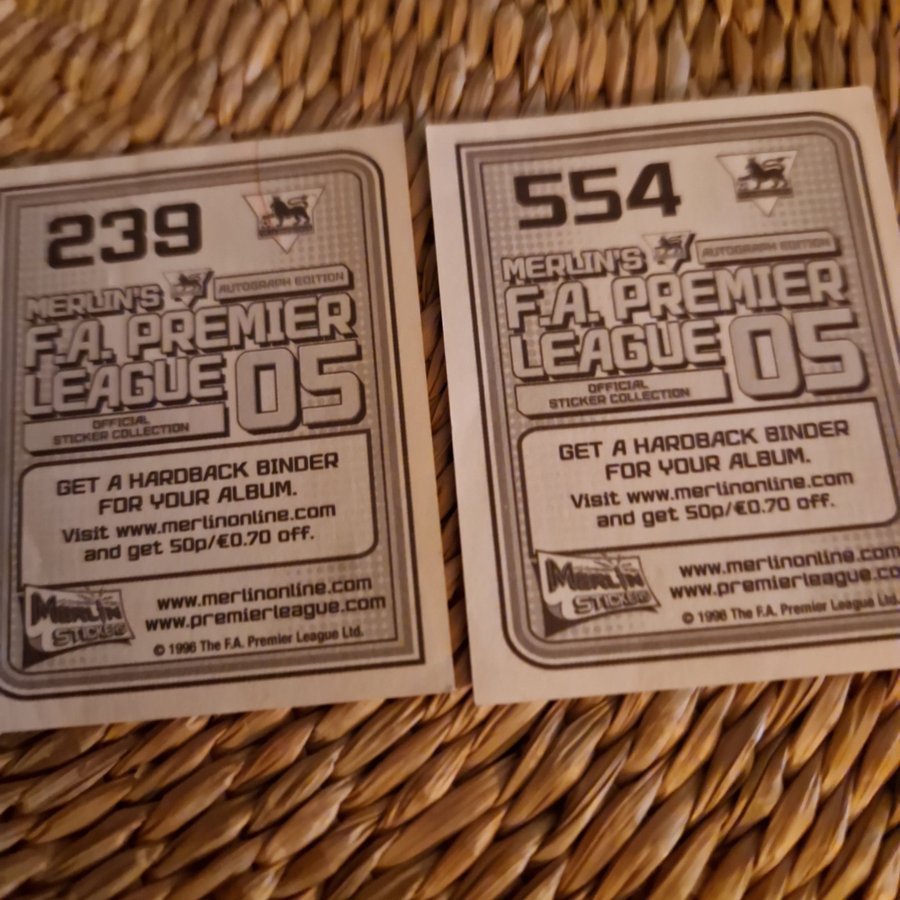 239
MERLIN'S AUTOGRAPH EDITION
F.A. PREMIER
LEAGUE 05
OFFICIAL
STICKER COLLECTION
GET A HARDBACK BINDER
FOR YOUR ALBUM.
Visit www.merlinonline.com
and get 50p/€0.70 off.
MERLIN
STICKER
www.merlinonline.com
www.premierleague.com
© 1996 The F.A. Premier League Ltd.
554
MERLIN'S AUTOGRAPH EDITION
F.A. PREMIER
LEAGUE 05
OFFICIAL
STICKER COLLECTION
GET A HARDBACK BINDER
FOR YOUR ALBUM.
Visit www.merlinonline.com
and get 50p/€0.70 off.
MERLIN
STICKER
www.merlinonline.com
www.premierleague.co
© 1996 The F.A. Premier League Ltd.